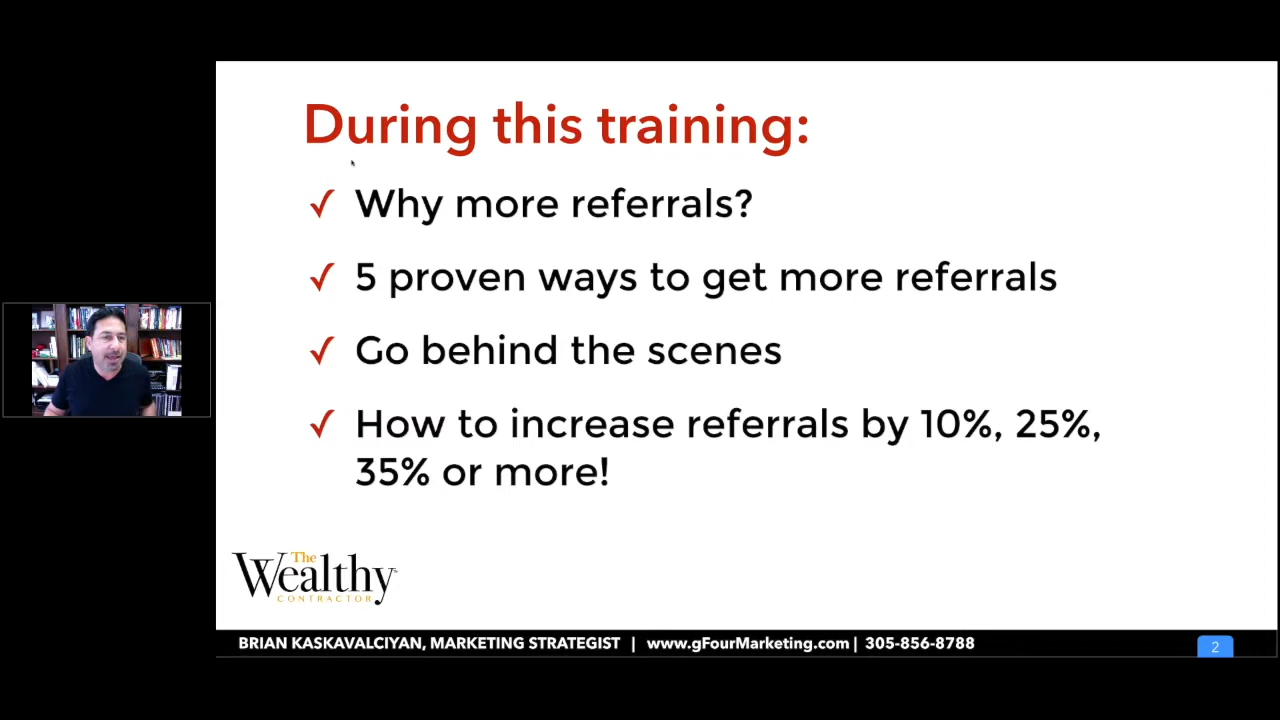 During this training:
✓ Why more referrals?
✓ 5 proven ways to get more referrals
✓ Go behind the scenes
✓ How to increase referrals by 10%, 25%,
35% or more!
The
Wealthy™
CONTRACTOR
BRIAN KASKAVALCIYAN, MARKETING STRATEGIST | www.gFourMarketing.com | 305-856-8788
2